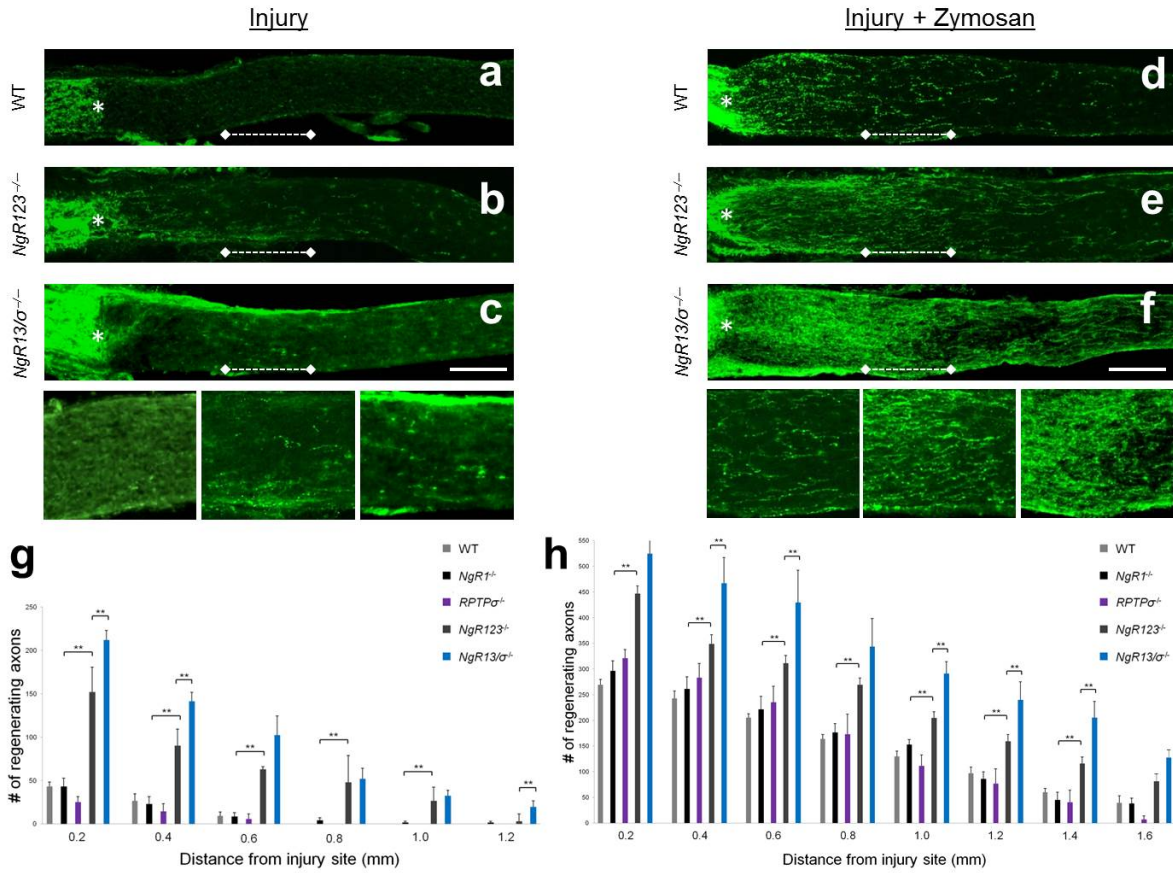 Injury
Injury + Zymosan
WT
a
*
NgR123–/–
b
*
NgR13/σ–/–
c
*
WT
d
*
NgR123–/–
e
*
NgR13/σ–/–
f
*
g
# of regenerating axons
250
200
150
100
50
0
** ** ** ** ** ** ** **
WT
NgR1-/-
RPTPσ-/-
NgR123-/-
NgR13/σ-/-
0.2 0.4 0.6 0.8 1.0 1.2
Distance from injury site (mm)
h
# of regenerating axons
550
500
450
400
350
300
250
200
150
100
50
0
** ** ** ** ** ** ** ** ** ** ** **
WT
NgR1-/-
RPTPσ-/-
NgR123-/-
NgR13/σ-/-
0.2 0.4 0.6 0.8 1.0 1.2 1.4 1.6
Distance from injury site (mm)